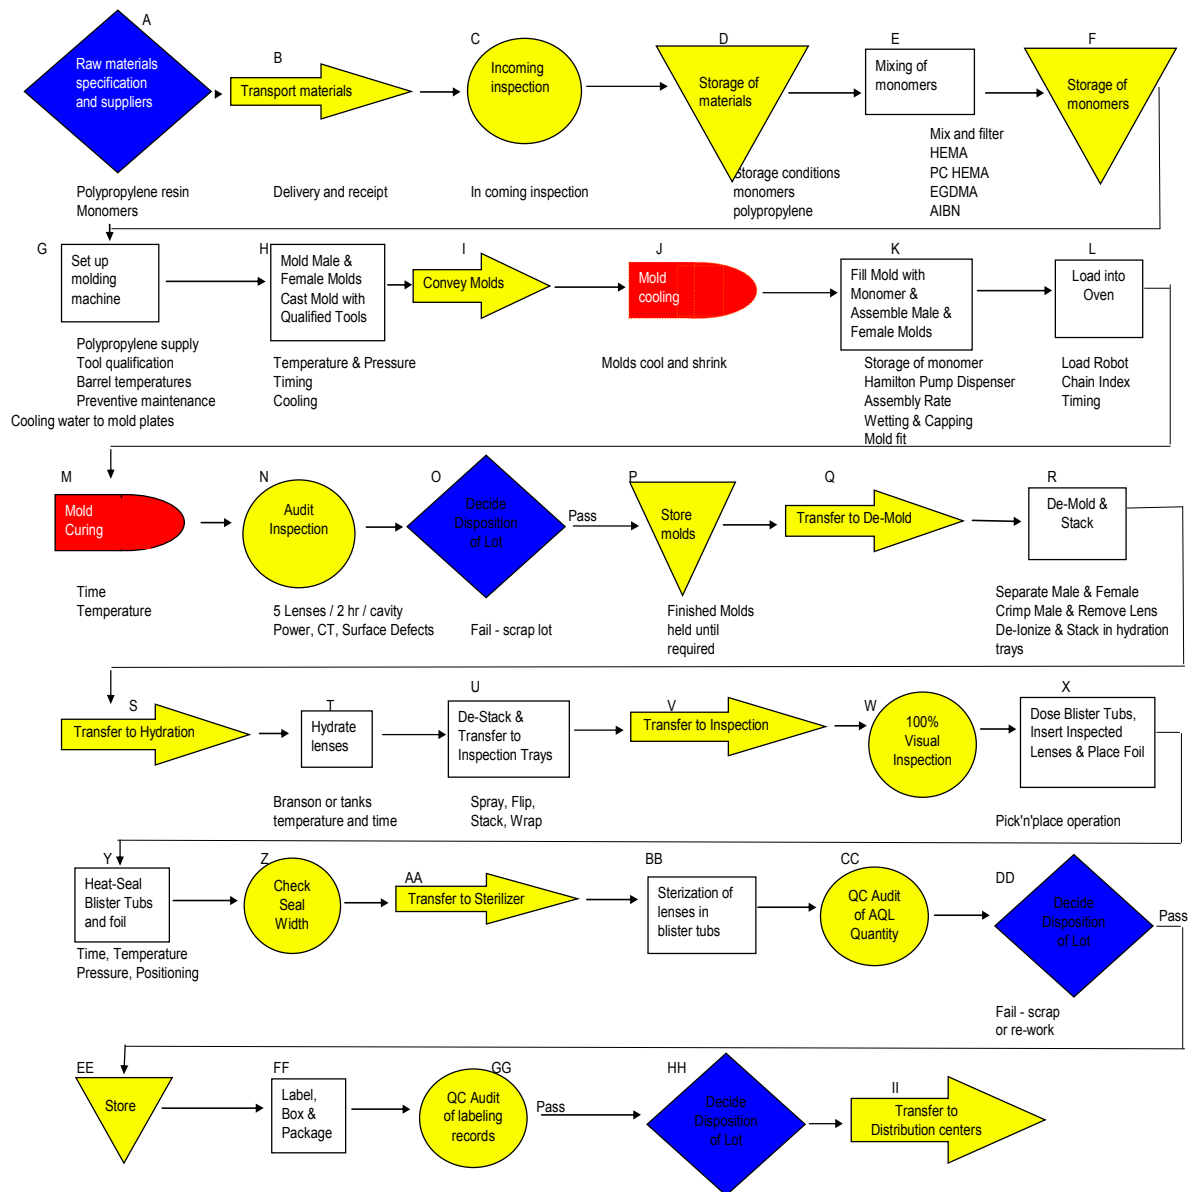 A
Raw materials
specification
and suppliers
Polypropylene resin
Monomers
B
Transport materials
Delivery and receipt
C
Incoming
inspection
In coming inspection
D
Storage of
materials
Storage conditions
monomers
polypropylene
E
Mixing of
monomers
Mix and filter
HEMA
PC HEMA
EGDMA
AIBN
F
Storage of
monomers
G
Set up
molding
machine
Polypropylene supply
Tool qualification
Barrel temperatures
Preventive maintenance
Cooling water to mold plates
H
Mold Male &
Female Molds
Cast Mold with
Qualified Tools
Temperature & Pressure
Timing
Cooling
I
Convey Molds
J
Mold
cooling
Molds cool and shrink
K
Fill Mold with
Monomer &
Assemble Male &
Female Molds
Storage of monomer
Hamilton Pump Dispenser
Assembly Rate
Wetting & Capping
Mold fit
L
Load into
Oven
Load Robot
Chain Index
Timing
M
Mold
Curing
Time
Temperature
N
Audit
Inspection
5 Lenses / 2 hr / cavity
Power, CT, Surface Defects
O
Decide
Disposition
of Lot
Pass
Fail - scrap lot
P
Store
molds
Finished Molds
held until
required
Q
Transfer to De-Mold
R
De-Mold &
Stack
Separate Male & Female
Crimp Male & Remove Lens
De-Ionize & Stack in hydration
trays
S
Transfer to Hydration
T
Hydrate
lenses
Branson or tanks
temperature and time
U
De-Stack &
Transfer to
Inspection Trays
Spray, Flip,
Stack, Wrap
V
Transfer to Inspection
W
100%
Visual
Inspection
X
Dose Blister Tubs,
Insert Inspected
Lenses & Place Foil
Pick'n'place operation
Y
Heat-Seal
Blister Tubs
and foil
Time, Temperature
Pressure, Positioning
Z
Check
Seal
Width
AA
Transfer to Sterilizer
BB
Sterization of
lenses in
blister tubs
CC
QC Audit
of AQL
Quantity
DD
Decide
Disposition
of Lot
Pass
Fail - scrap
or re-work
EE
Store
FF
Label,
Box &
Package
GG
QC Audit
of labeling
records
Pass
HH
Decide
Disposition
of Lot
II
Transfer to
Distribution centers